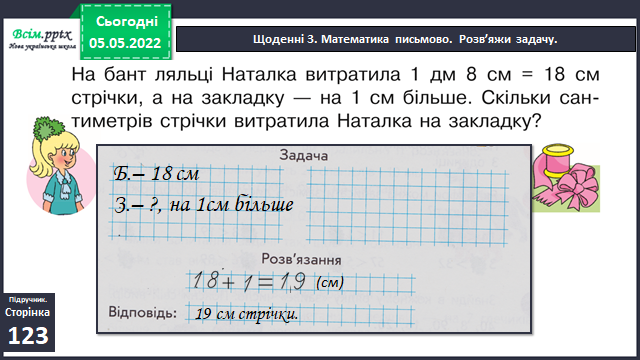 Всім.pptx
Нова українська школа
Сьогодні
05.05.2022
Щоденні 3. Математика письмово. Розв’яжи задачу.
На бант ляльці Наталка витратила 1 дм 8 см = 18 см
стрічки, а на закладку — на 1 см більше. Скільки сан-
тиметрів стрічки витратила Наталка на закладку?
Задача
Б.– 18 см
З.– ?, на 1см більше
Розв’язання
18 + 1 = 19 (см)
Відповідь: 19 см стрічки.
Підручник.
Сторінка
123